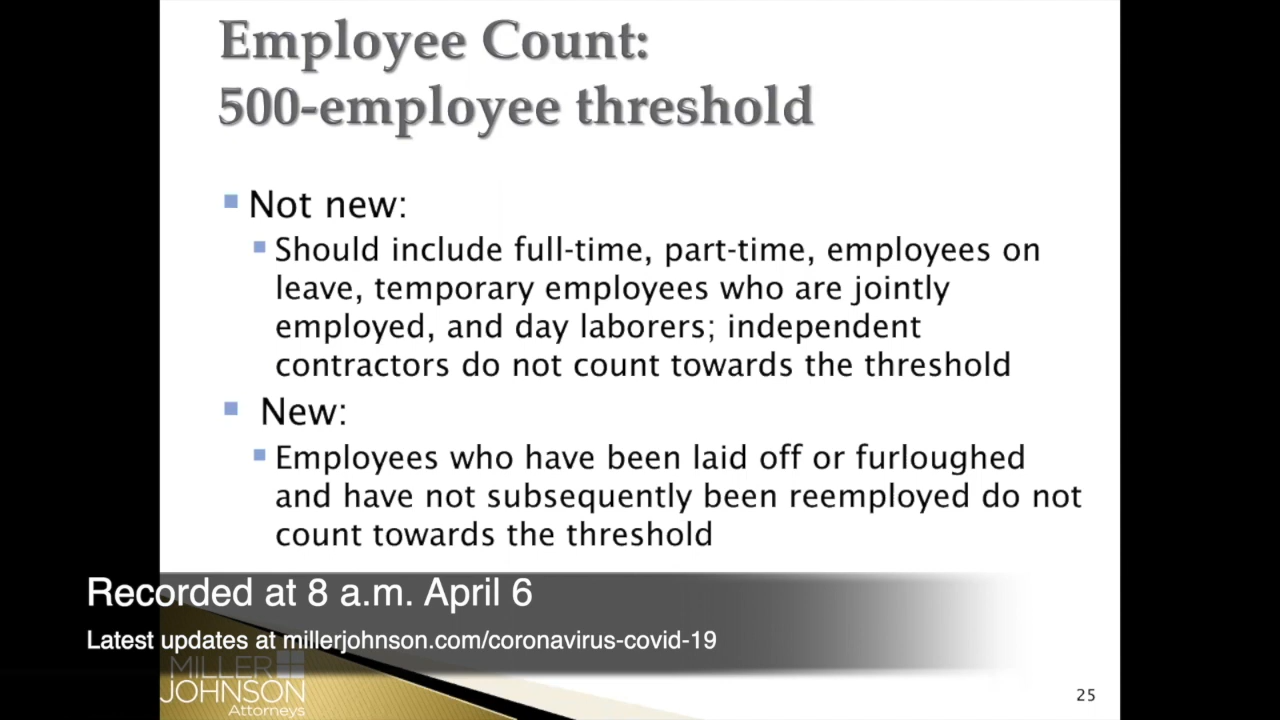 Employee Count:
500-employee threshold
Not new:
Should include full-time, part-time, employees on
leave, temporary employees who are jointly
employed, and day laborers; independent
contractors do not count towards the threshold
New:
Employees who have been laid off or furloughed
and have not subsequently been reemployed do not
count towards the threshold
Recorded at 8 a.m. April 6
Latest updates at millerjohnson.com/coronavirus-covid-19
MILLER
JOHNSON
Attorneys
25